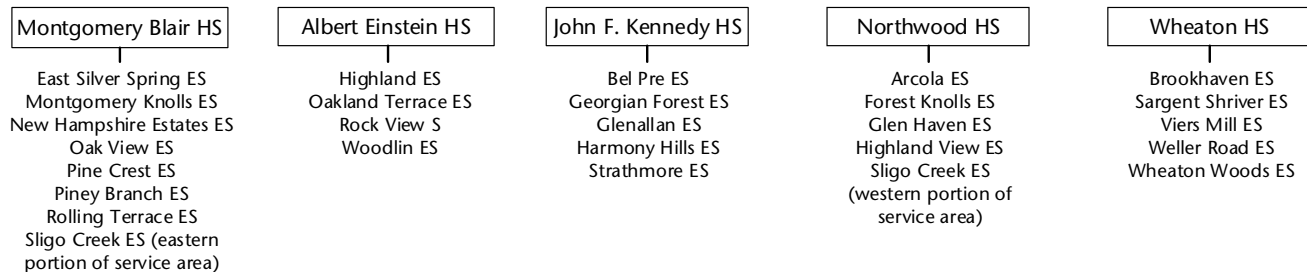 Montgomery Blair HS
East Silver Spring ES
Montgomery Knolls ES
New Hampshire Estates ES
Oak View ES
Pine Crest ES
Piney Branch ES
Rolling Terrace ES
Sligo Creek ES (eastern
portion of service area)
Albert Einstein HS
Highland ES
Oakland Terrace ES
Rock View S
Woodlin ES
John F. Kennedy HS
Bel Pre ES
Georgian Forest ES
Glenallan ES
Harmony Hills ES
Strathmore ES
Northwood HS
Arcola ES
Forest Knolls ES
Glen Haven ES
Highland View ES
Sligo Creek ES
(western portion of
service area)
Wheaton HS
Brookhaven ES
Sargent Shriver ES
Viers Mill ES
Weller Road ES
Wheaton Woods ES